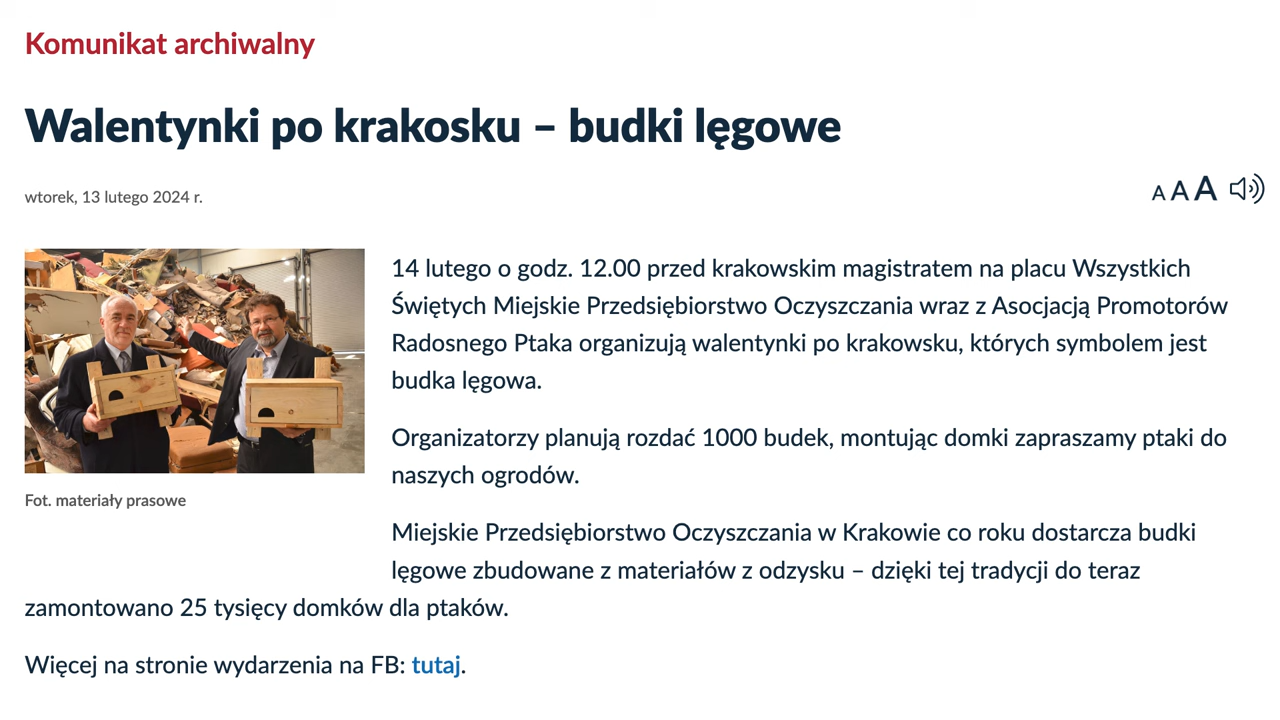 Komunikat archiwalny
Walentynki po krakosku – budki lęgowe
wtorek, 13 lutego 2024 r.
A A A
14 lutego o godz. 12.00 przed krakowskim magistratem na placu Wszystkich
Świętych Miejskie Przedsiębiorstwo Oczyszczania wraz z Asocjacją Promotorów
Radosnego Ptaka organizują walentynki po krakowsku, których symbolem jest
budka lęgowa.
Organizatorzy planują rozdać 1000 budek, montując domki zapraszamy ptaki do
naszych ogrodów.
Fot. materiały prasowe
Miejskie Przedsiębiorstwo Oczyszczania w Krakowie co roku dostarcza budki
lęgowe zbudowane z materiałów z odzysku – dzięki tej tradycji do teraz
zamontowano 25 tysięcy domków dla ptaków.
Więcej na stronie wydarzenia na FB: tutaj.